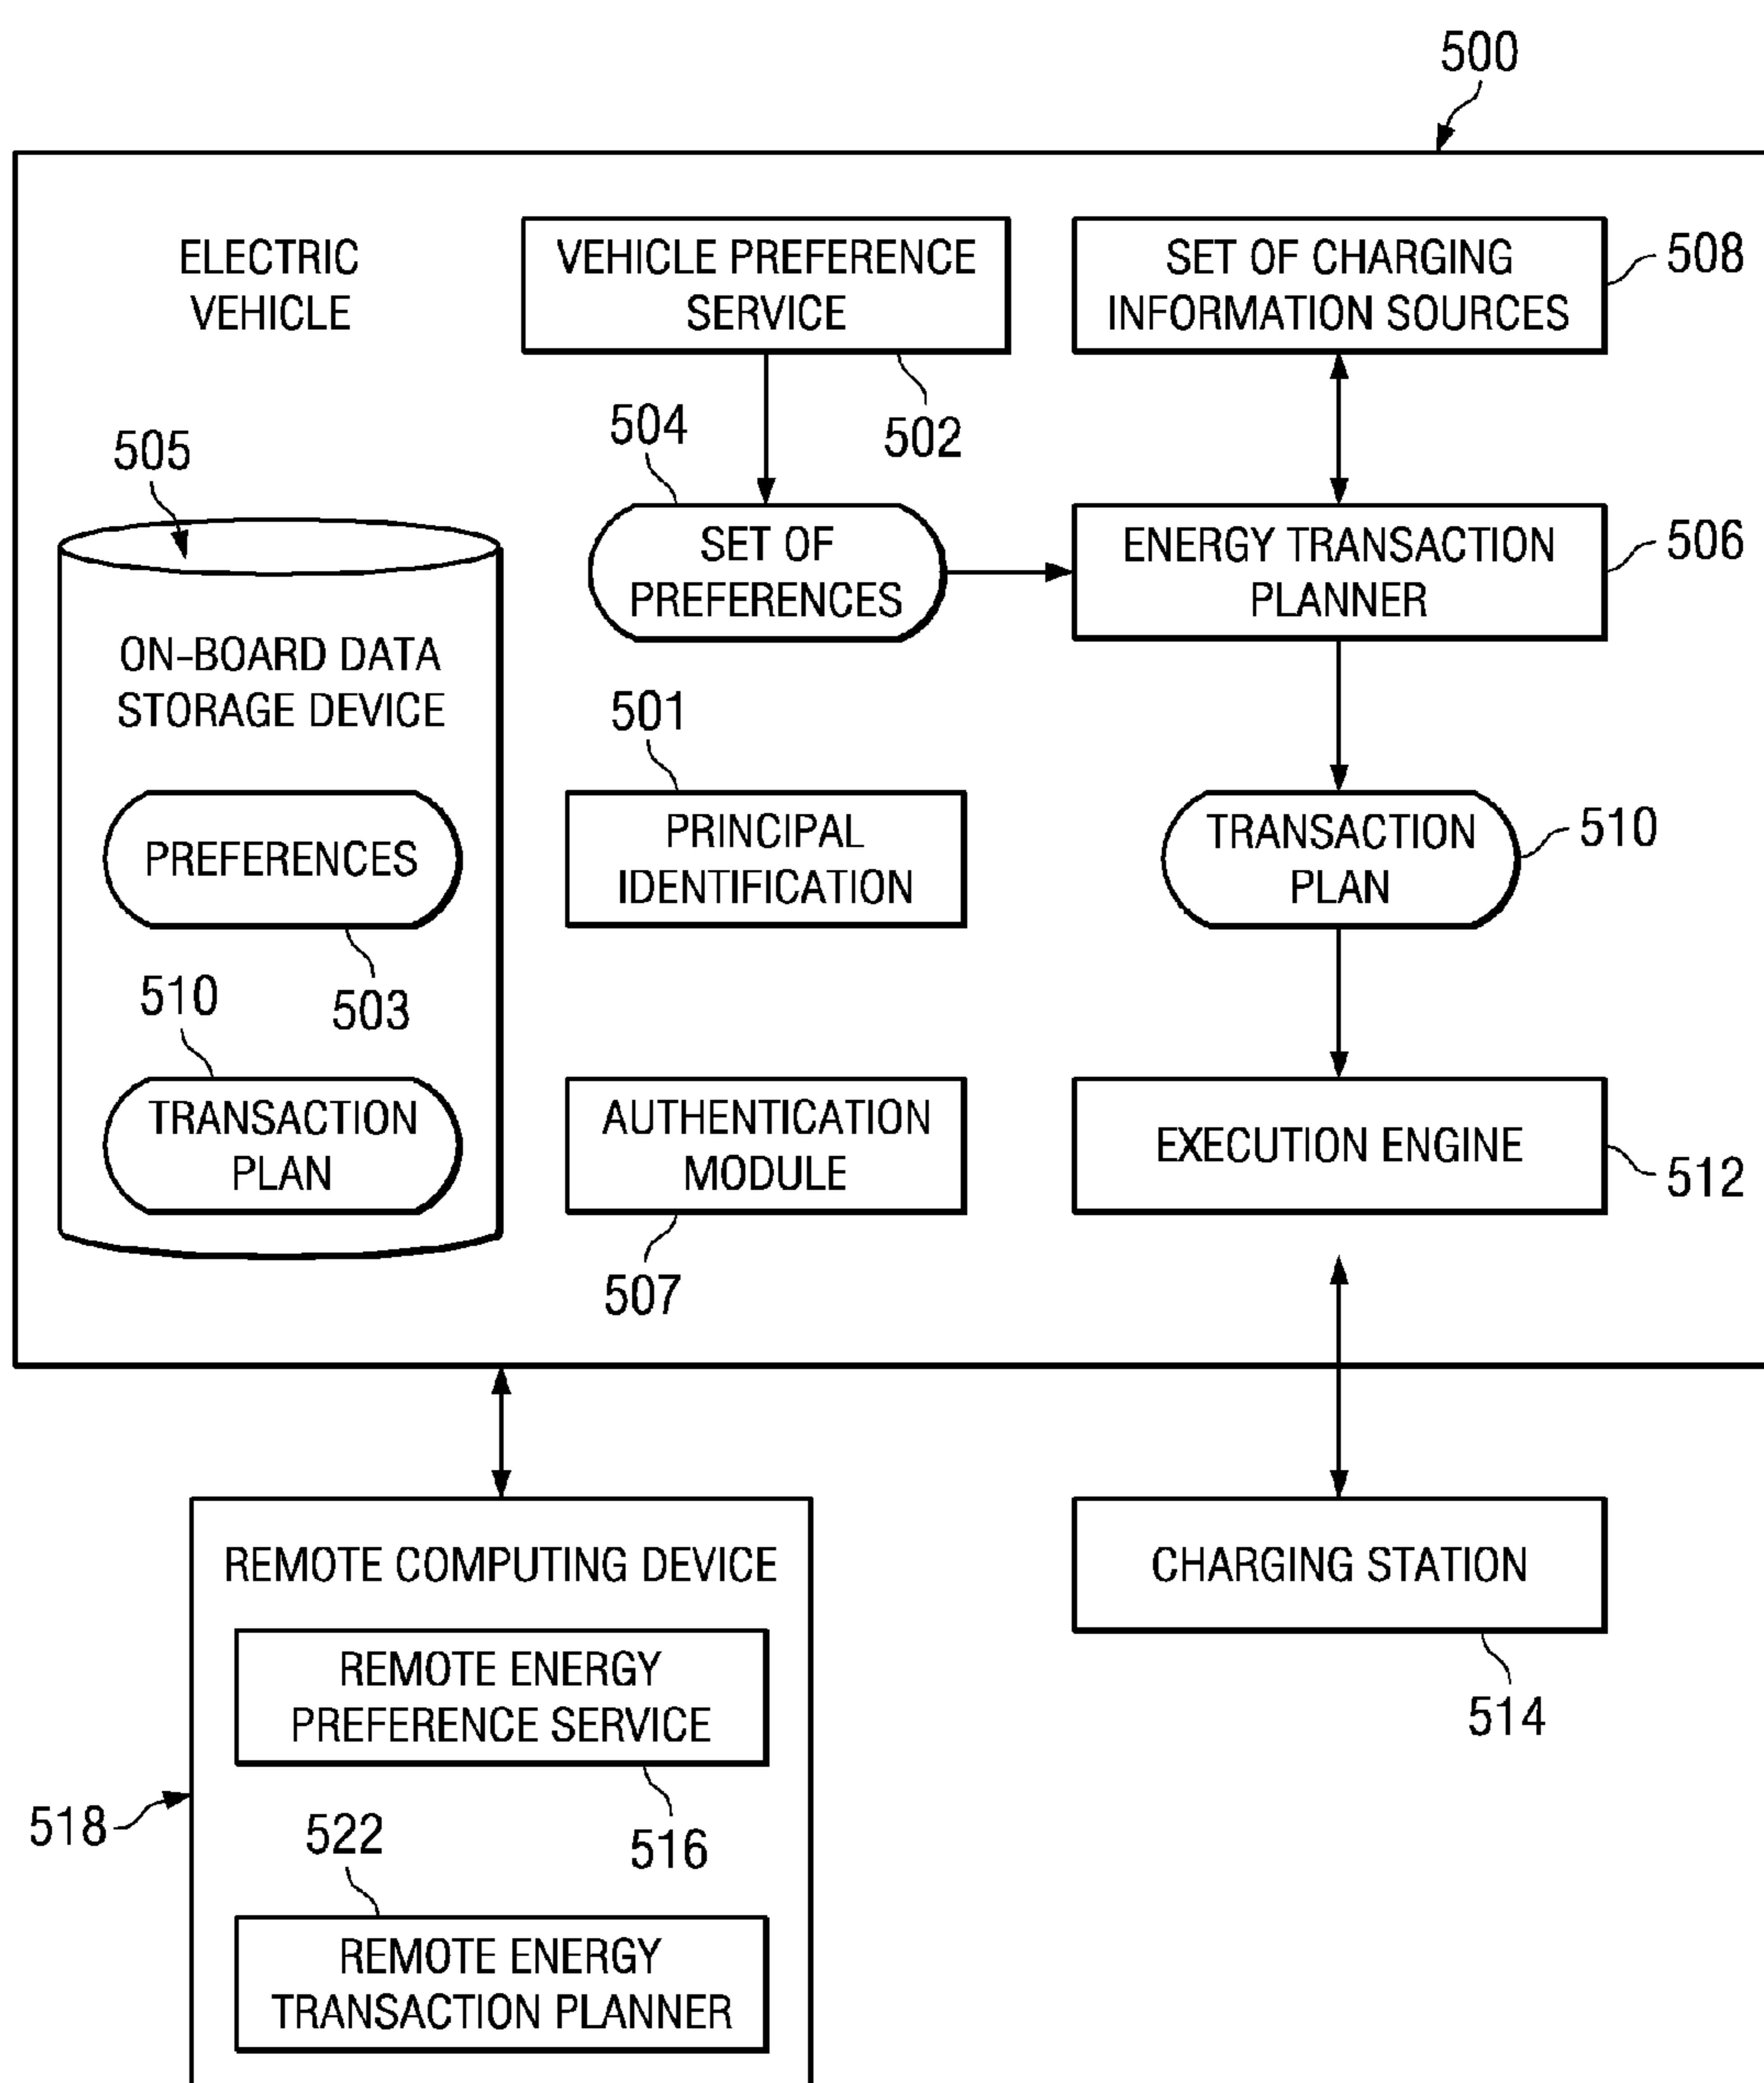 500
ELECTRIC
VEHICLE
VEHICLE PREFERENCE
SERVICE
502
SET OF CHARGING
INFORMATION SOURCES
508
504
SET OF
PREFERENCES
ENERGY TRANSACTION
PLANNER
506
505
ON-BOARD DATA
STORAGE DEVICE
PREFERENCES
503
510
TRANSACTION
PLAN
501
PRINCIPAL
IDENTIFICATION
TRANSACTION
PLAN
510
AUTHENTICATION
MODULE
507
EXECUTION ENGINE
512
REMOTE COMPUTING DEVICE
REMOTE ENERGY
PREFERENCE SERVICE
516
518
522
REMOTE ENERGY
TRANSACTION PLANNER
CHARGING STATION
514